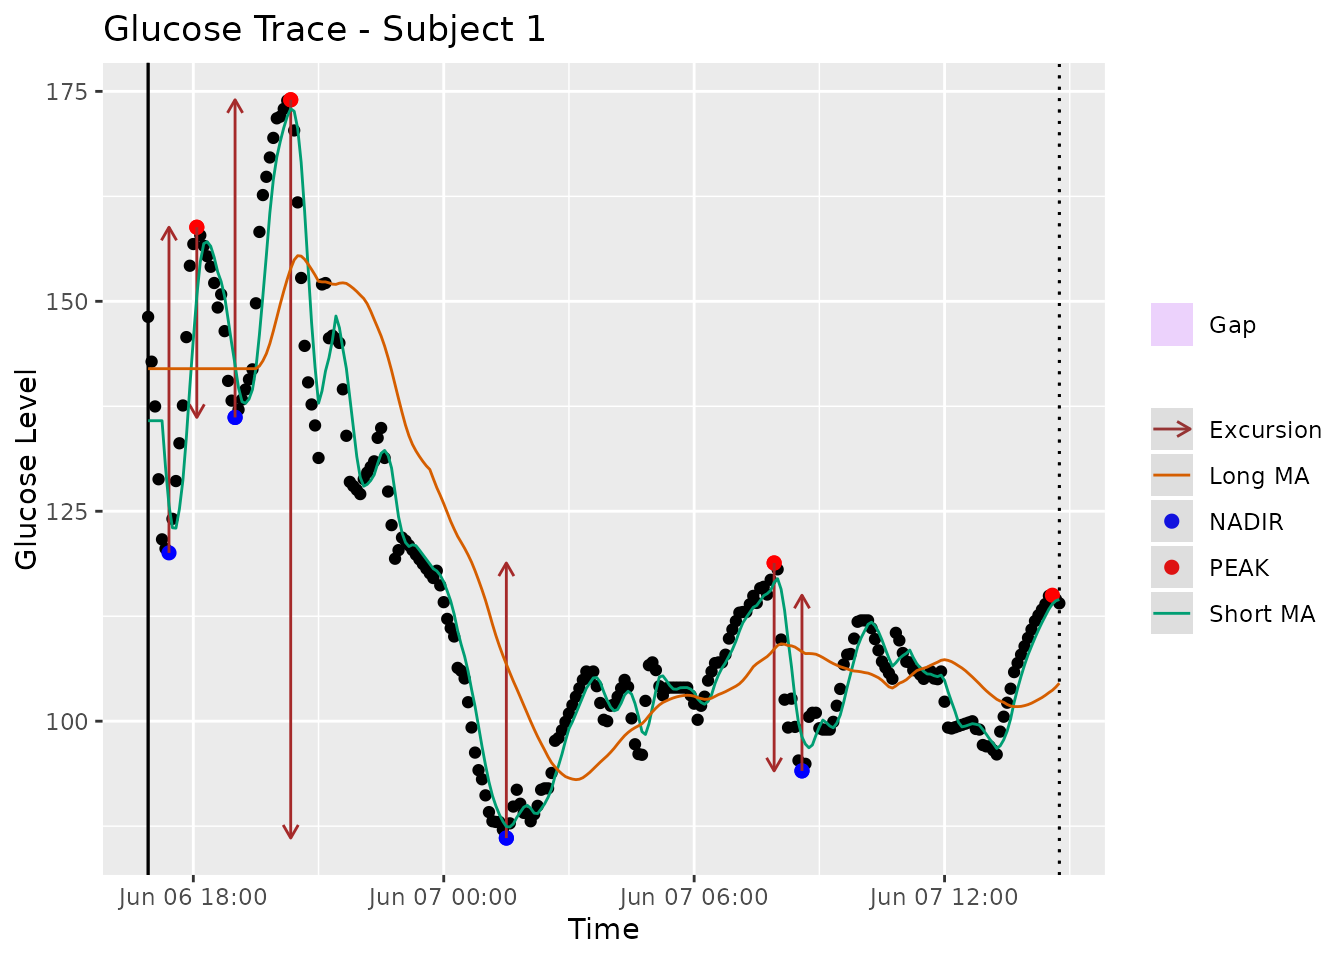 Glucose Trace - Subject 1
175
150
125
100
Glucose Level
Jun 06 18:00
Jun 07 00:00
Jun 07 06:00
Jun 07 12:00
Time
Gap
Excursion
Long MA
NADIR
PEAK
Short MA